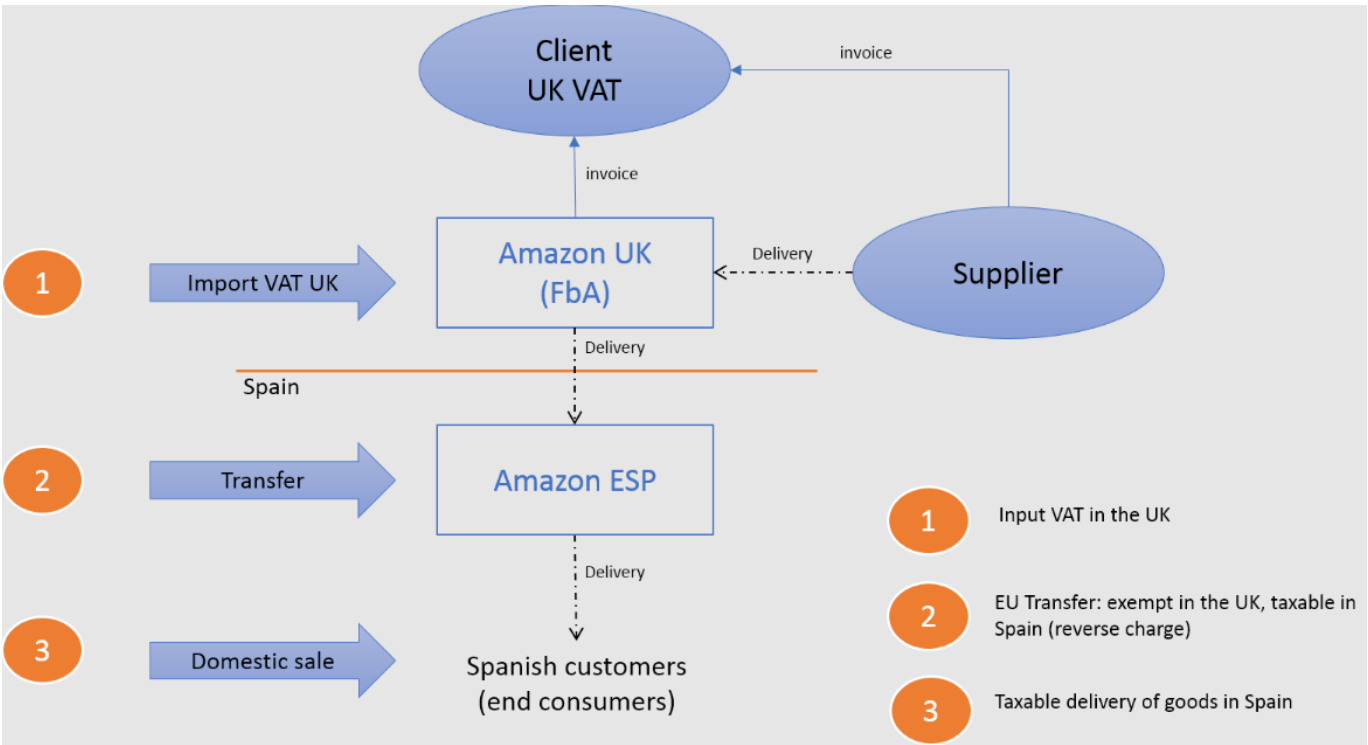 Client
UK VAT
invoice
invoice
Amazon UK
(FbA)
Delivery
Supplier
1
Import VAT UK
Delivery
Spain
2
Transfer
Amazon ESP
Delivery
3
Domestic sale
Spanish customers
(end consumers)
1
Input VAT in the UK
2
EU Transfer: exempt in the UK, taxable in
Spain (reverse charge)
3
Taxable delivery of goods in Spain